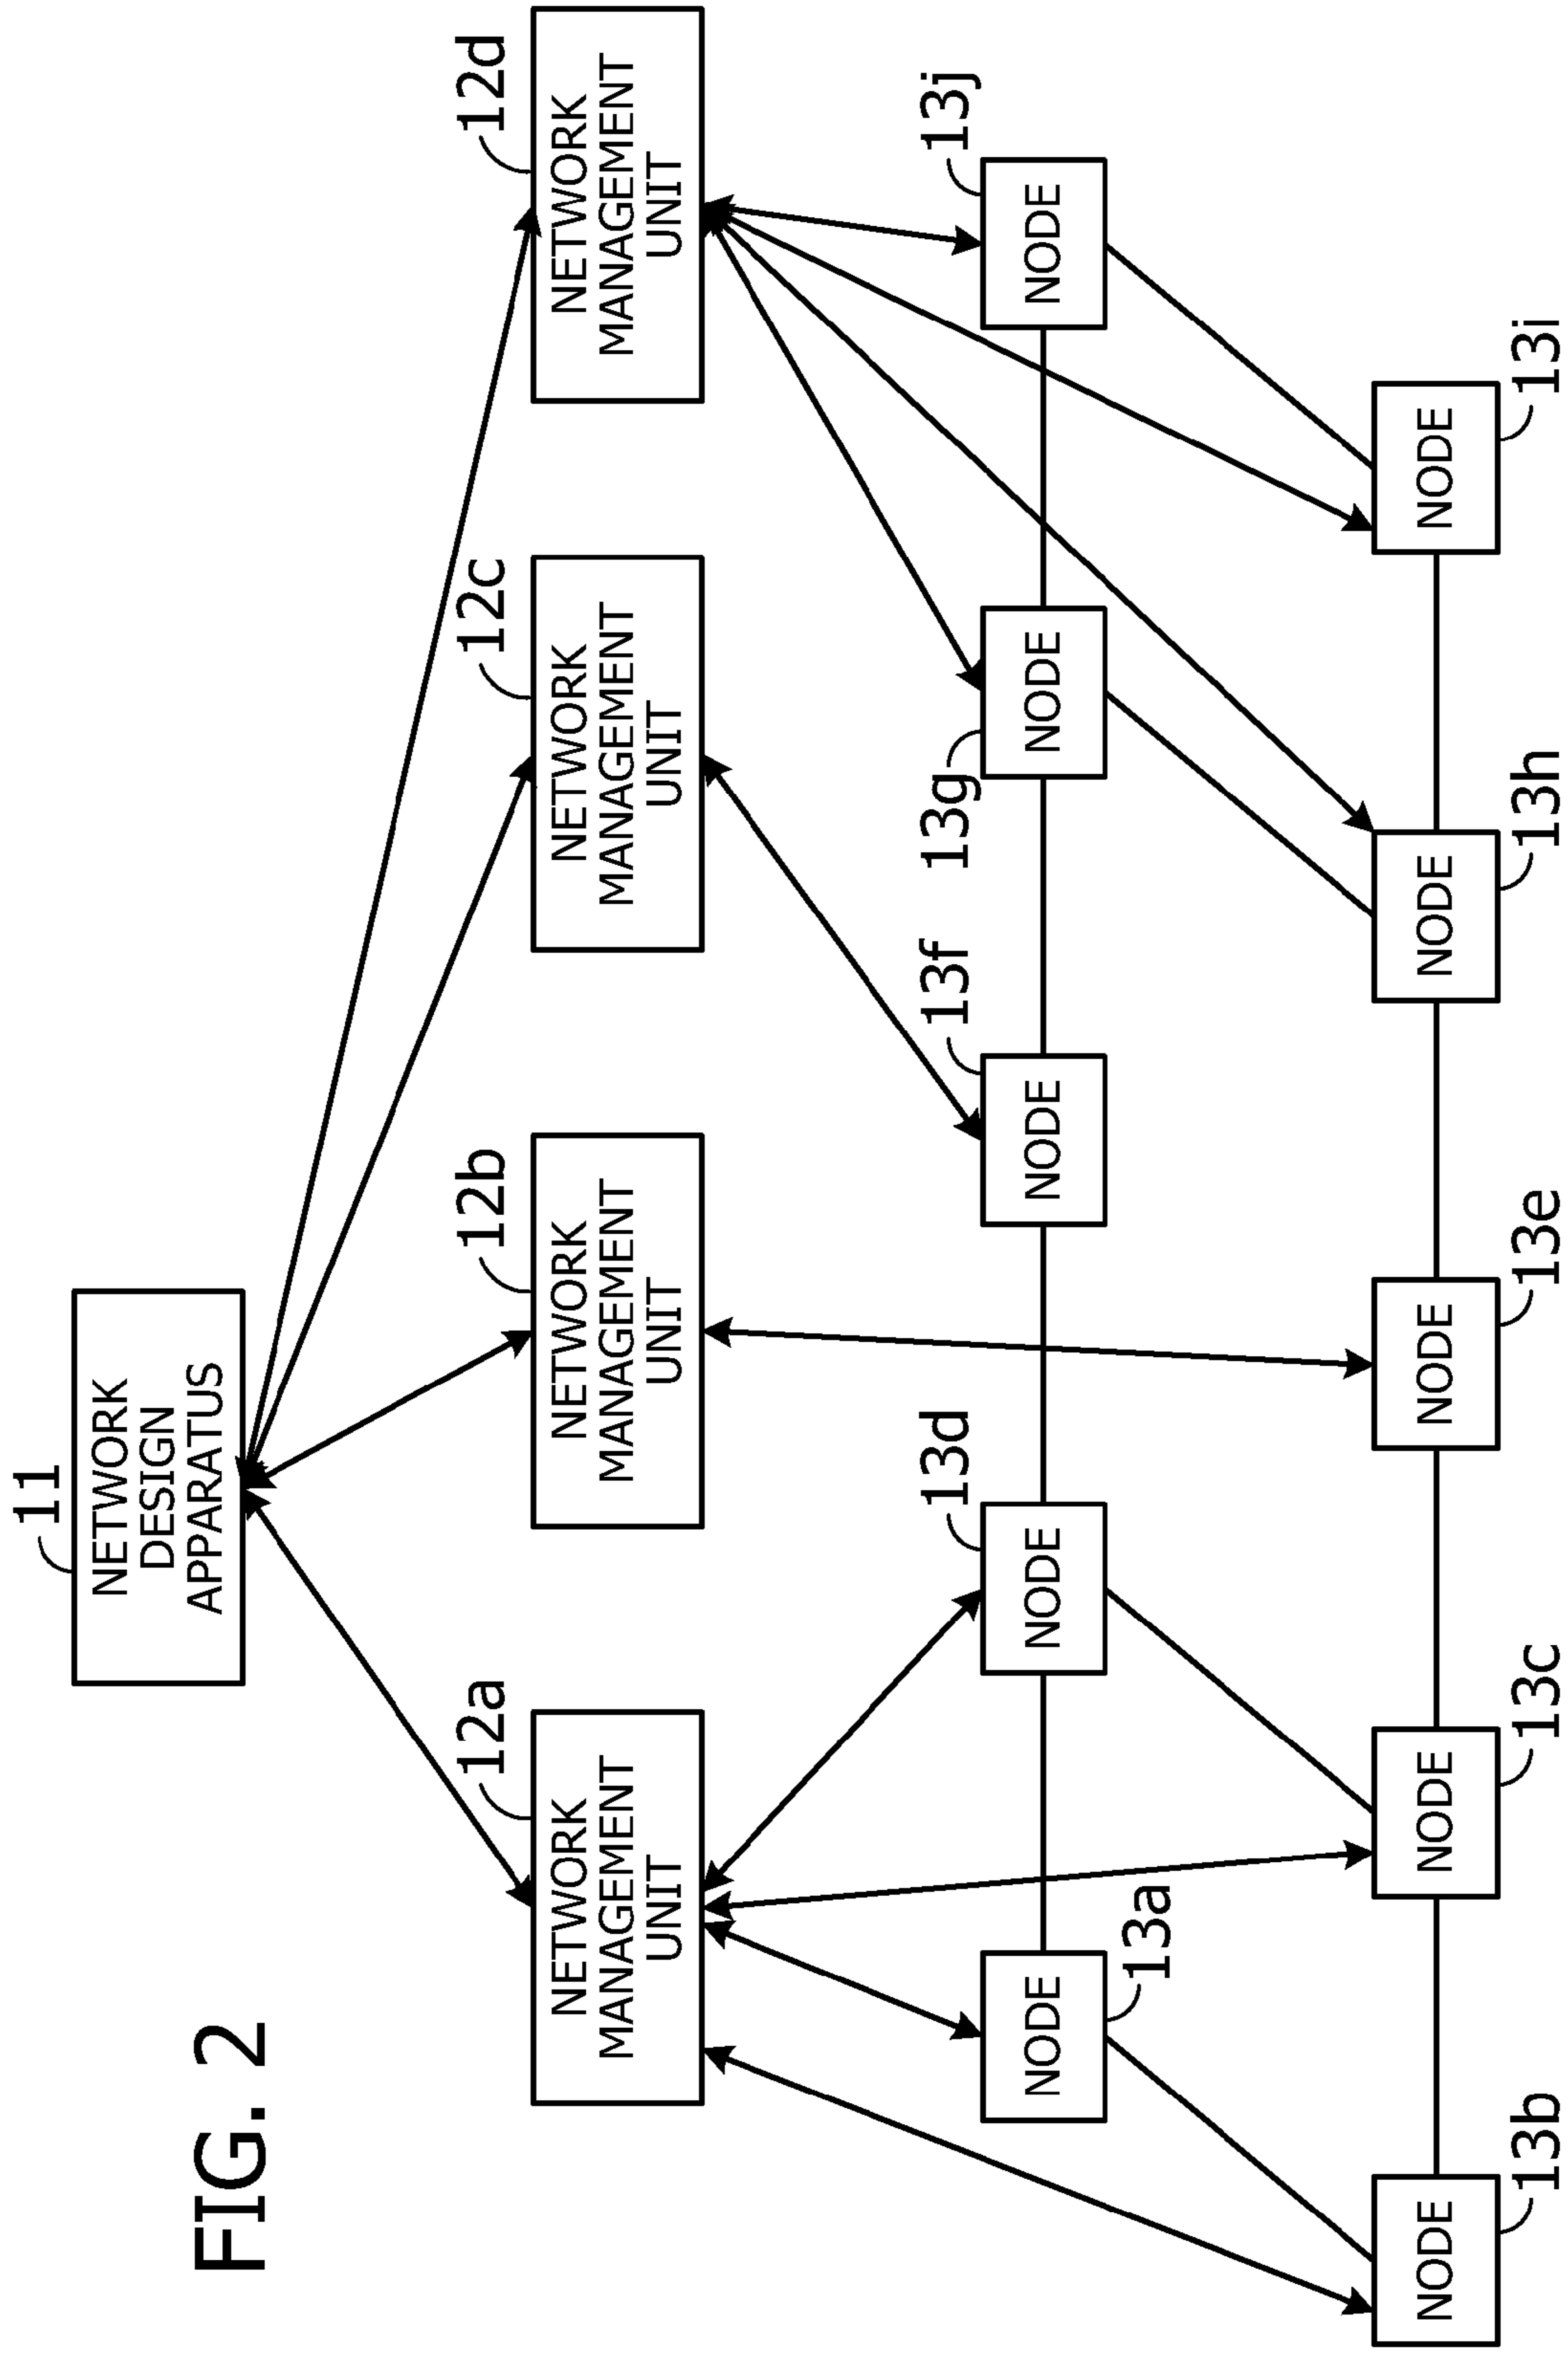 FIG. 2
11
NETWORK
DESIGN
APPARATUS
12a
NETWORK
MANAGEMENT
UNIT
12b
NETWORK
MANAGEMENT
UNIT
12c
NETWORK
MANAGEMENT
UNIT
12d
NETWORK
MANAGEMENT
UNIT
NODE
13a
13d
NODE
13f
NODE
13g
NODE
13j
NODE
NODE
13b
NODE
13c
NODE
13e
NODE
13h
NODE
13i